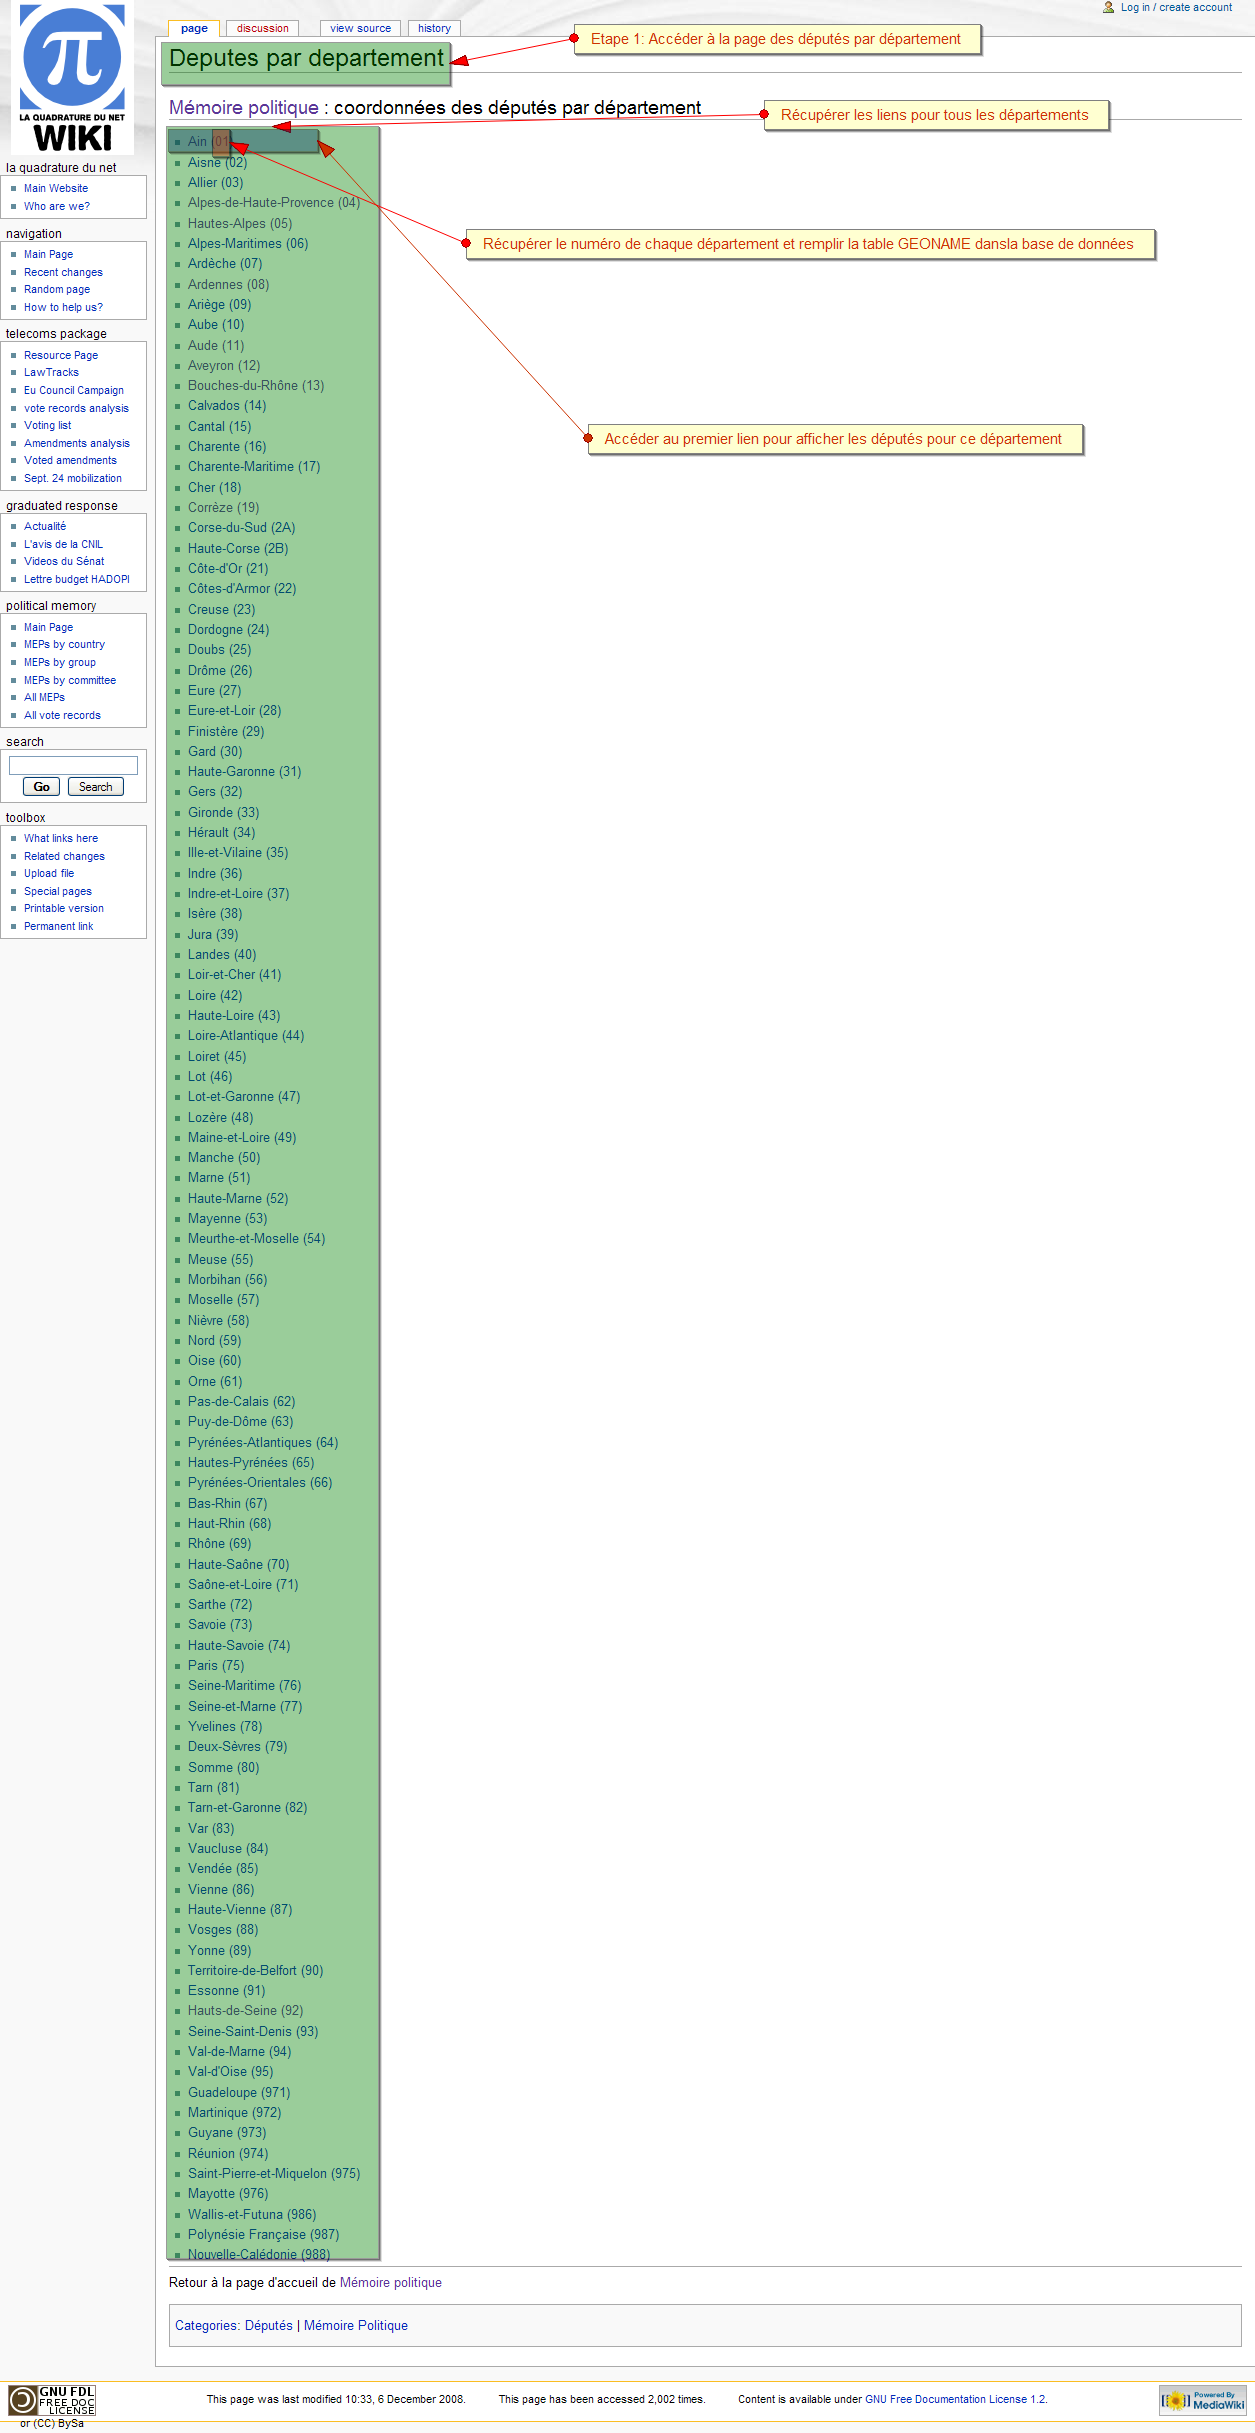 Log in / create account
π
LA QUADRATURE DU NET
WIKI
page
discussion
view source
history
Deputes par departement
Etape 1: Accéder à la page des députés par département
Mémoire politique : coordonnées des députés par département
Récupérer les liens pour tous les départements
Récupérer le numéro de chaque département et remplir la table GEONAME dansla base de données
Accéder au premier lien pour afficher les députés pour ce département
la quadrature du net
Main Website
Who are we?
navigation
Main Page
Recent changes
Random page
How to help us?
telecoms package
Resource Page
LawTracks
Eu Council Campaign
vote records analysis
Voting list
Amendments analysis
Voted amendments
Sept. 24 mobilization
graduated response
Actualité
L'avis de la CNIL
Videos du Sénat
Lettre budget HADOPI
political memory
Main Page
MEPs by country
MEPs by group
MEPs by committee
All MEPs
All vote records
search
Go
Search
toolbox
What links here
Related changes
Upload file
Special pages
Printable version
Permanent link
Ain (01)
Aisne (02)
Allier (03)
Alpes-de-Haute-Provence (04)
Hautes-Alpes (05)
Alpes-Maritimes (06)
Ardèche (07)
Ardennes (08)
Ariège (09)
Aube (10)
Aude (11)
Aveyron (12)
Bouches-du-Rhône (13)
Calvados (14)
Cantal (15)
Charente (16)
Charente-Maritime (17)
Cher (18)
Corrèze (19)
Corse-du-Sud (2A)
Haute-Corse (2B)
Côte-d'Or (21)
Côtes-d'Armor (22)
Creuse (23)
Dordogne (24)
Doubs (25)
Drôme (26)
Eure (27)
Eure-et-Loir (28)
Finistère (29)
Gard (30)
Haute-Garonne (31)
Gers (32)
Gironde (33)
Hérault (34)
Ille-et-Vilaine (35)
Indre (36)
Indre-et-Loire (37)
Isère (38)
Jura (39)
Landes (40)
Loir-et-Cher (41)
Loire (42)
Haute-Loire (43)
Loire-Atlantique (44)
Loiret (45)
Lot (46)
Lot-et-Garonne (47)
Lozère (48)
Maine-et-Loire (49)
Manche (50)
Marne (51)
Haute-Marne (52)
Mayenne (53)
Meurthe-et-Moselle (54)
Meuse (55)
Morbihan (56)
Moselle (57)
Nièvre (58)
Nord (59)
Oise (60)
Orne (61)
Pas-de-Calais (62)
Puy-de-Dôme (63)
Pyrénées-Atlantiques (64)
Hautes-Pyrénées (65)
Pyrénées-Orientales (66)
Bas-Rhin (67)
Haut-Rhin (68)
Rhône (69)
Haute-Saône (70)
Saône-et-Loire (71)
Sarthe (72)
Savoie (73)
Haute-Savoie (74)
Paris (75)
Seine-Maritime (76)
Seine-et-Marne (77)
Yvelines (78)
Deux-Sèvres (79)
Somme (80)
Tarn (81)
Tarn-et-Garonne (82)
Var (83)
Vaucluse (84)
Vendée (85)
Vienne (86)
Haute-Vienne (87)
Vosges (88)
Yonne (89)
Territoire-de-Belfort (90)
Essonne (91)
Hauts-de-Seine (92)
Seine-Saint-Denis (93)
Val-de-Marne (94)
Val-d'Oise (95)
Guadeloupe (971)
Martinique (972)
Guyane (973)
Réunion (974)
Saint-Pierre-et-Miquelon (975)
Mayotte (976)
Wallis-et-Futuna (986)
Polynésie Française (987)
Nouvelle-Calédonie (988)
Retour à la page d'accueil de Mémoire politique
Categories: Députés | Mémoire Politique
GNU FDL
FREE DOC
LICENSE
or (CC) BySa
This page was last modified 10:33, 6 December 2008.
This page has been accessed 2,002 times.
Content is available under GNU Free Documentation License 1.2.
Powered By
MediaWiki